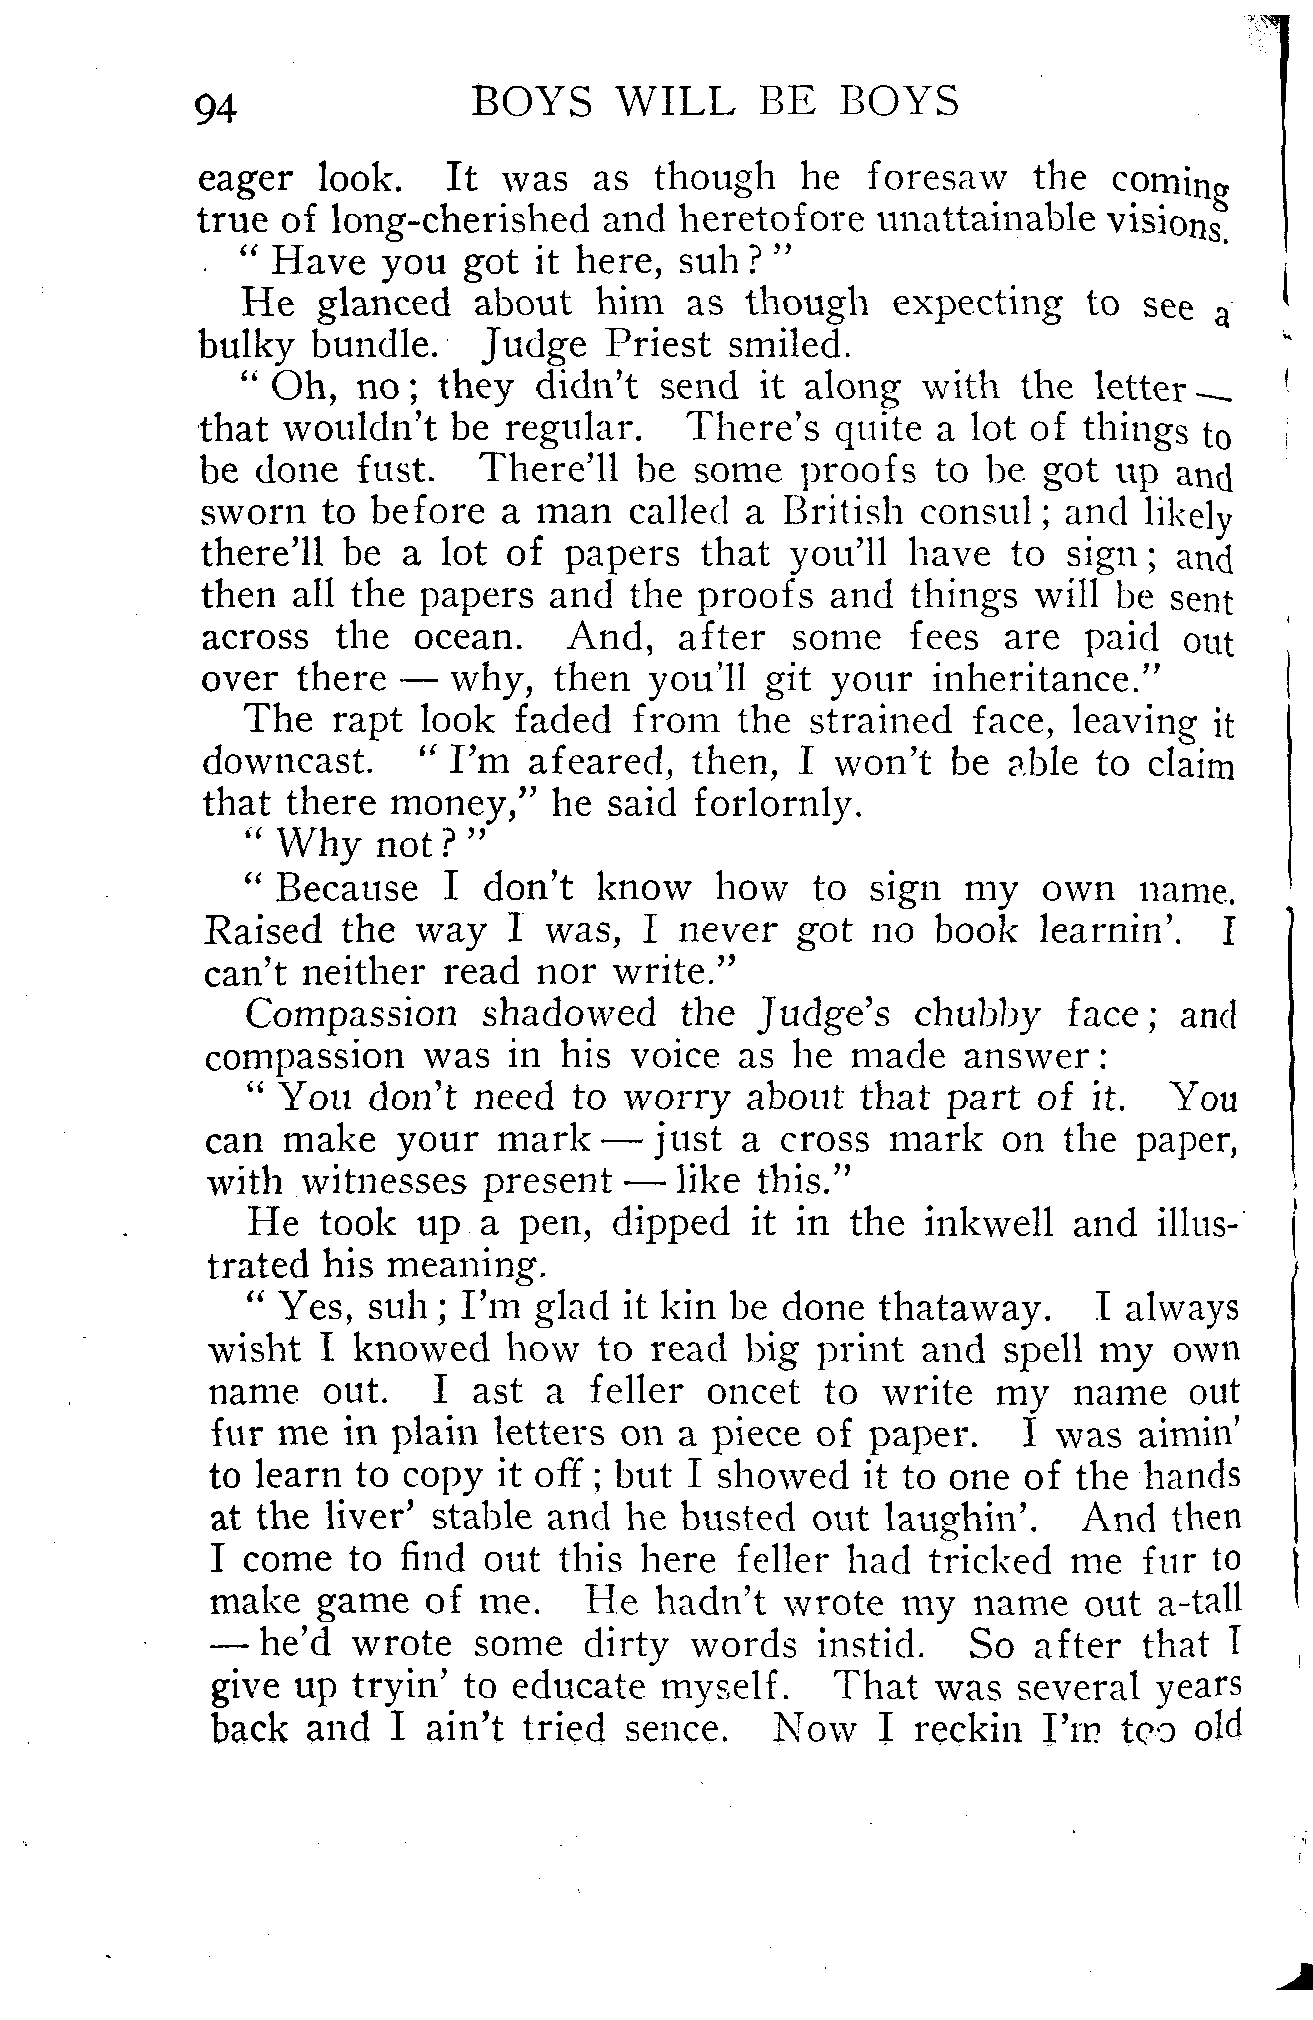 94 BOYS WILL BE BOYS
eager look. It was as though he foresaw the coming
true of long-cherished and heretofore unattainable visions.
" Have you got it here, suh ? "
He glanced about him as though expecting to see a
bulky bundle. Judge Priest smiled.
" Oh, no ; they didn't send it along with the letter —
that wouldn't be regular. There's quite a lot of things to
be done fust. There'll be some proofs to be got up and
sworn to before a man called a British consul ; and likely
there'll be a lot of papers that you'll have to sign ; and
then all the papers and the proofs and things will be sent
across the ocean. And, after some fees are paid out
over there — why, then you'll git your inheritance."
The rapt look faded from the strained face, leaving it
downcast. " I'm afeared, then, I won't be able to claim
that there money," he said forlornly.
" Why not ? "
" Because I don't know how to sign my own name.
Raised the way I was, I never got no book learnin'. I
can't neither read nor write."
Compassion shadowed the Judge's chubby face ; and
compassion was in his voice as he made answer :
" You don't need to worry about that part of it. You
can make your mark — just a cross mark on the paper,
with witnesses present — like this."
He took up a pen, dipped it in the inkwell and illus-
trated his meaning.
" Yes, suh ; I'm glad it kin be done thataway. I always
wisht I knowed how to read big print and spell my own
name out. I ast a feller oncet to write my name out
fur me in plain letters on a piece of paper. I was aimin'
to learn to copy it off ; but I showed it to one of the hands
at the liver' stable and he busted out laughin'. And then
I come to find out this here feller had tricked me fur to
make game of me. He hadn't wrote my name out a-tall
— he'd wrote some dirty words instid. So after that I
give up tryin' to educate myself. That was several years
back and I ain't tried sence. Now I reckin I'm too old